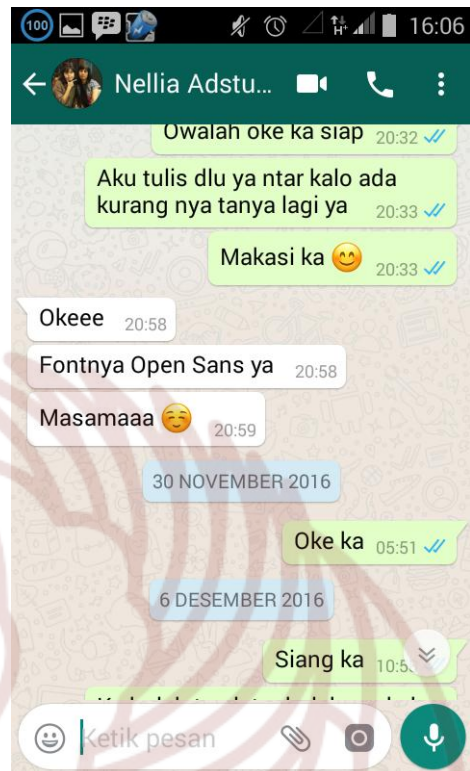 100
H+
16:06
Nellia Adstu...
Owalah oke ka siap 20:32
Aku tulis dlu ya ntar kalo ada
kurang nya tanya lagi ya 20:33
Makasi ka 😊 20:33
Okeee 20:58
Fontnya Open Sans ya 20:58
Masamaaa ☺️ 20:59
30 NOVEMBER 2016
Oke ka 05:51
6 DESEMBER 2016
Siang ka
Ketik pesan